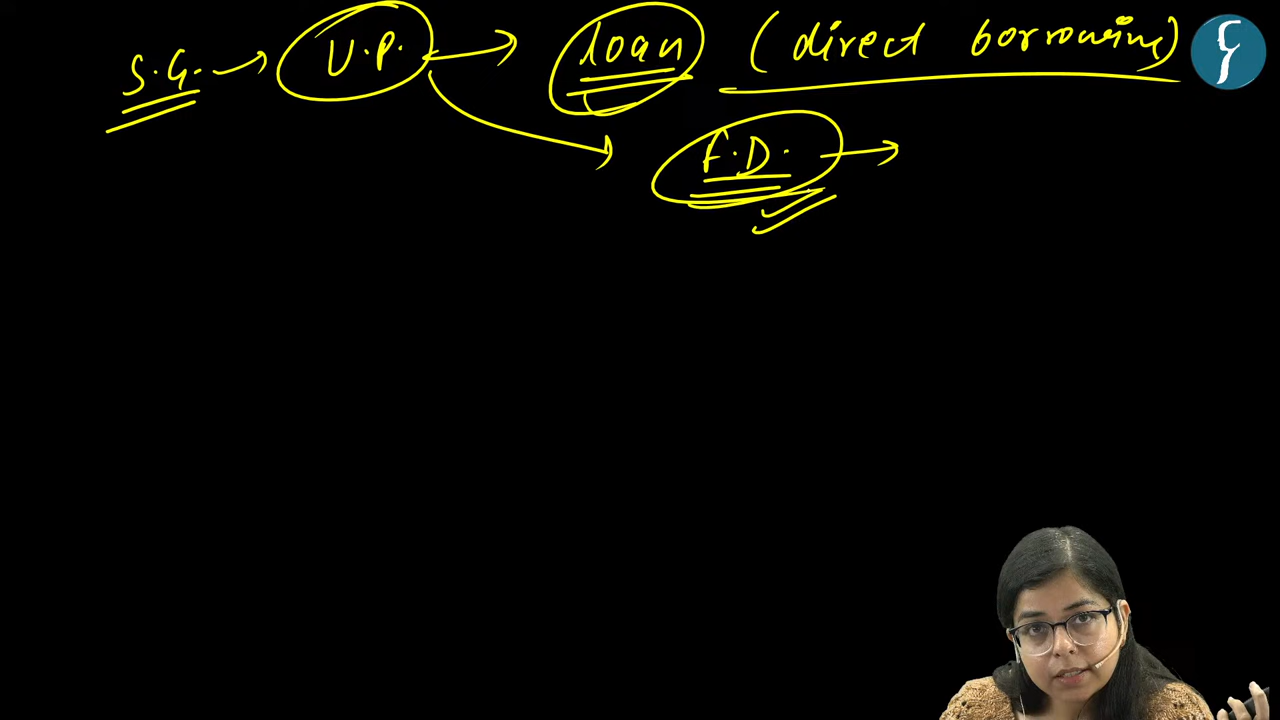 S.G. → U.P. → loan (direct borrowing)
F.D. →